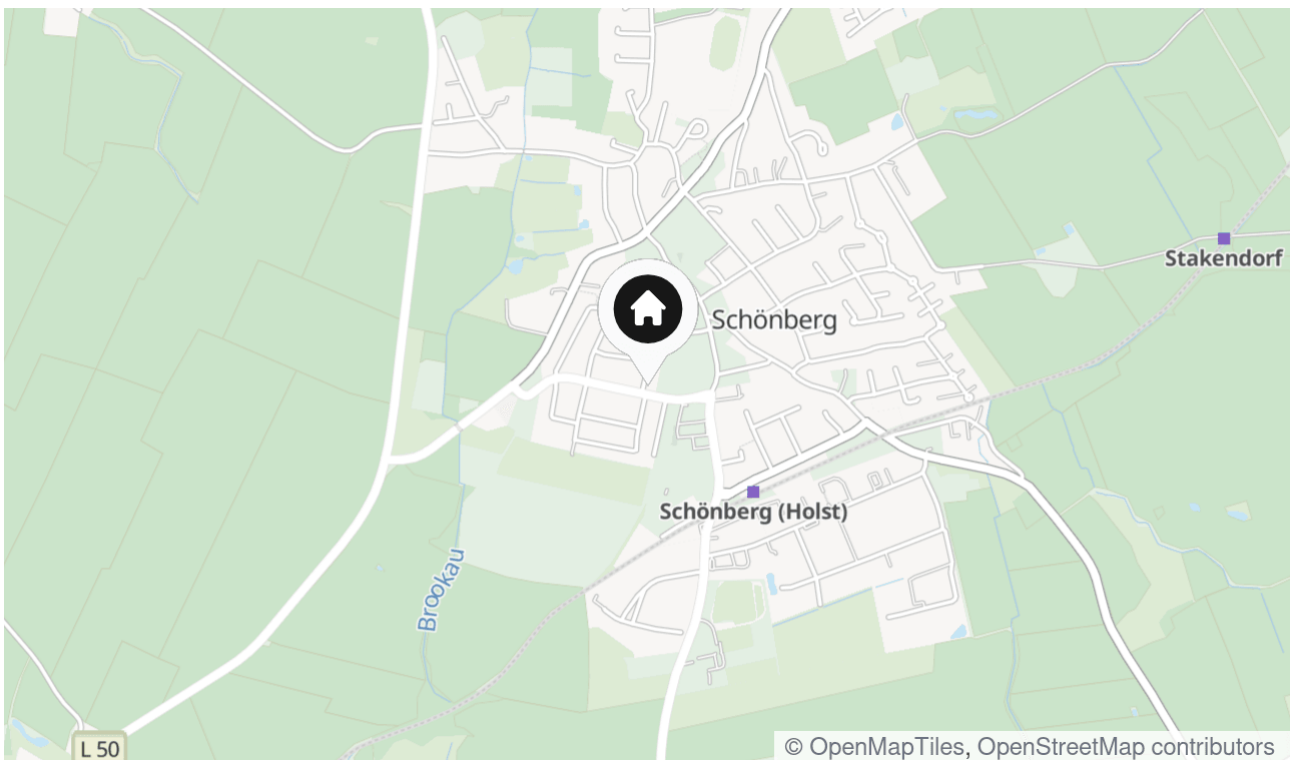 Stakendorf
Schönberg
Schönberg (Holst)
Brookau
L 50
© OpenMapTiles, OpenStreetMap contributors